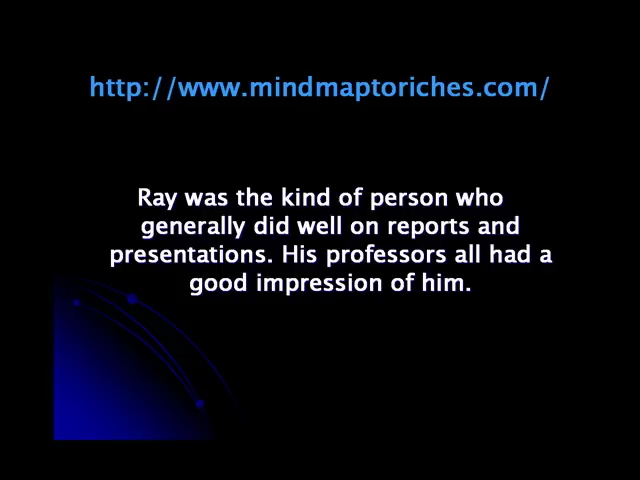 http://www.mindmaptoriches.com/
Ray was the kind of person who
generally did well on reports and
presentations. His professors all had a
good impression of him.